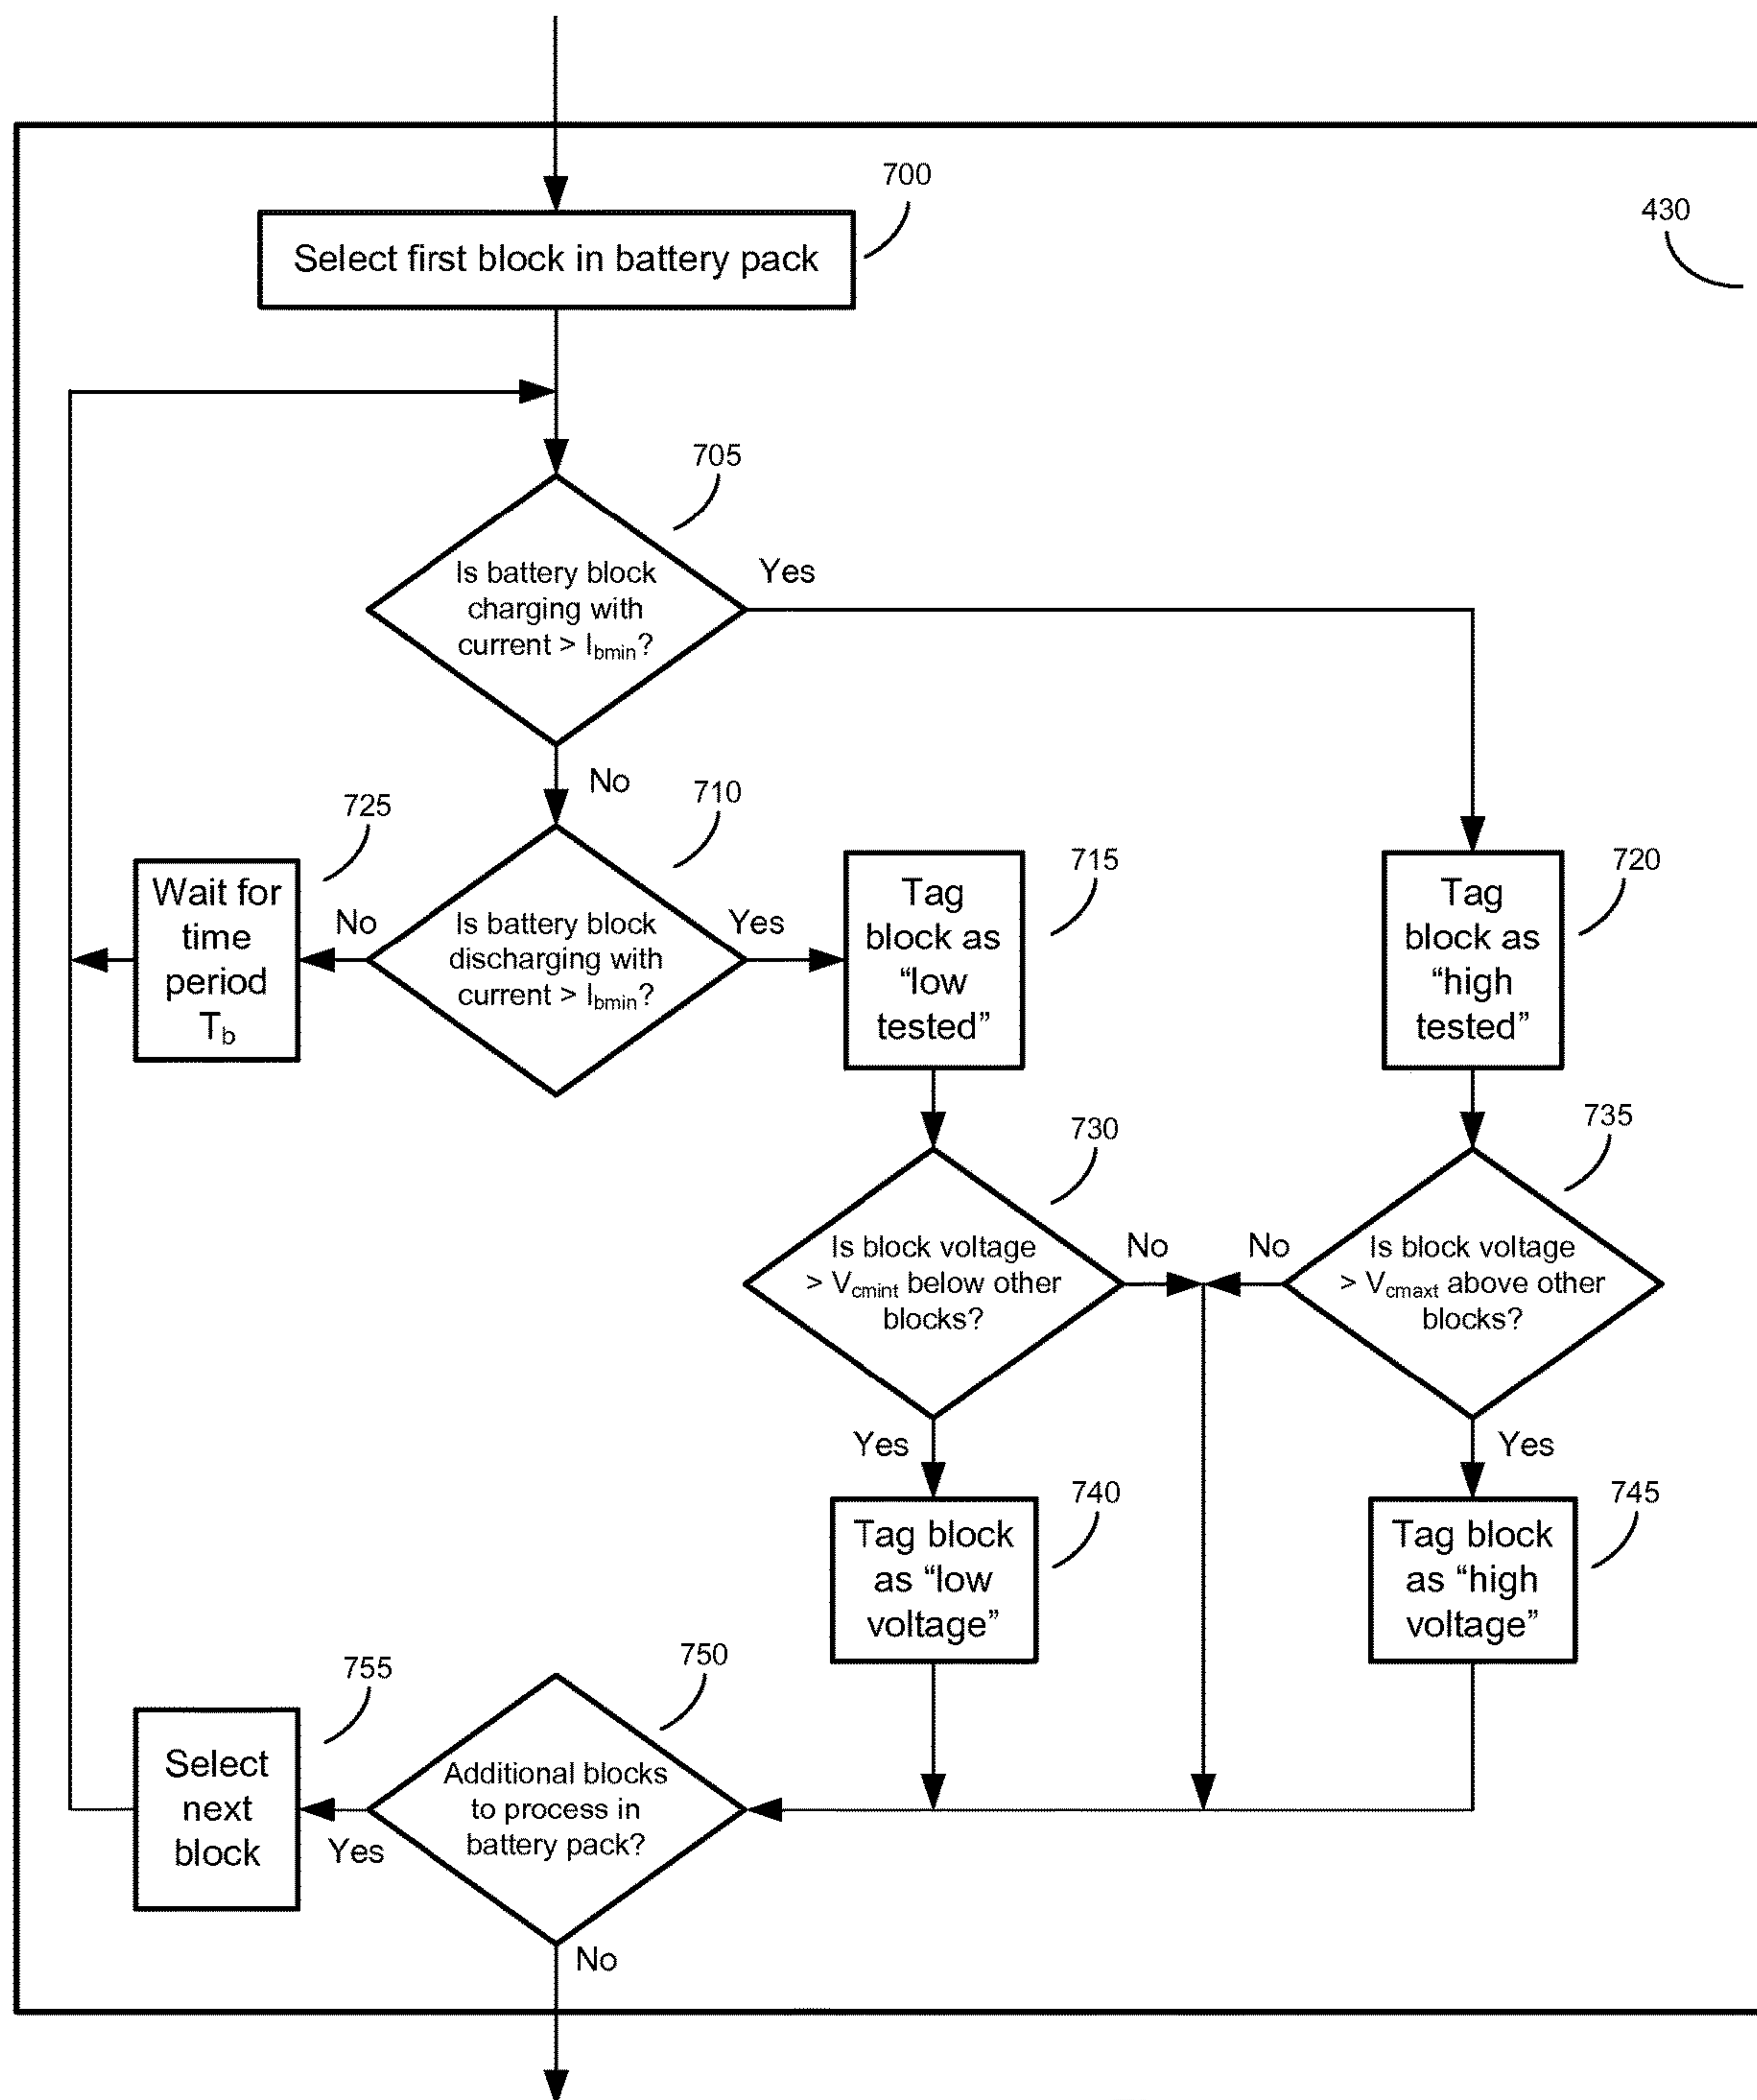 700
430
Select first block in battery pack
705
Is battery block
charging with
current > Ibmin?
Yes
No
710
725
Wait for
time
period
Tb
No
Is battery block
discharging with
current > Ibmin?
Yes
715
Tag
block as
“low
tested”
720
Tag
block as
“high
tested”
730
Is block voltage
> Vcmint below other
blocks?
No
735
No
Is block voltage
> Vcmaxt above other
blocks?
Yes
740
Tag block
as “low
voltage”
Yes
745
Tag block
as “high
voltage”
755
Select
next
block
750
Yes
Additional blocks
to process in
battery pack?
No